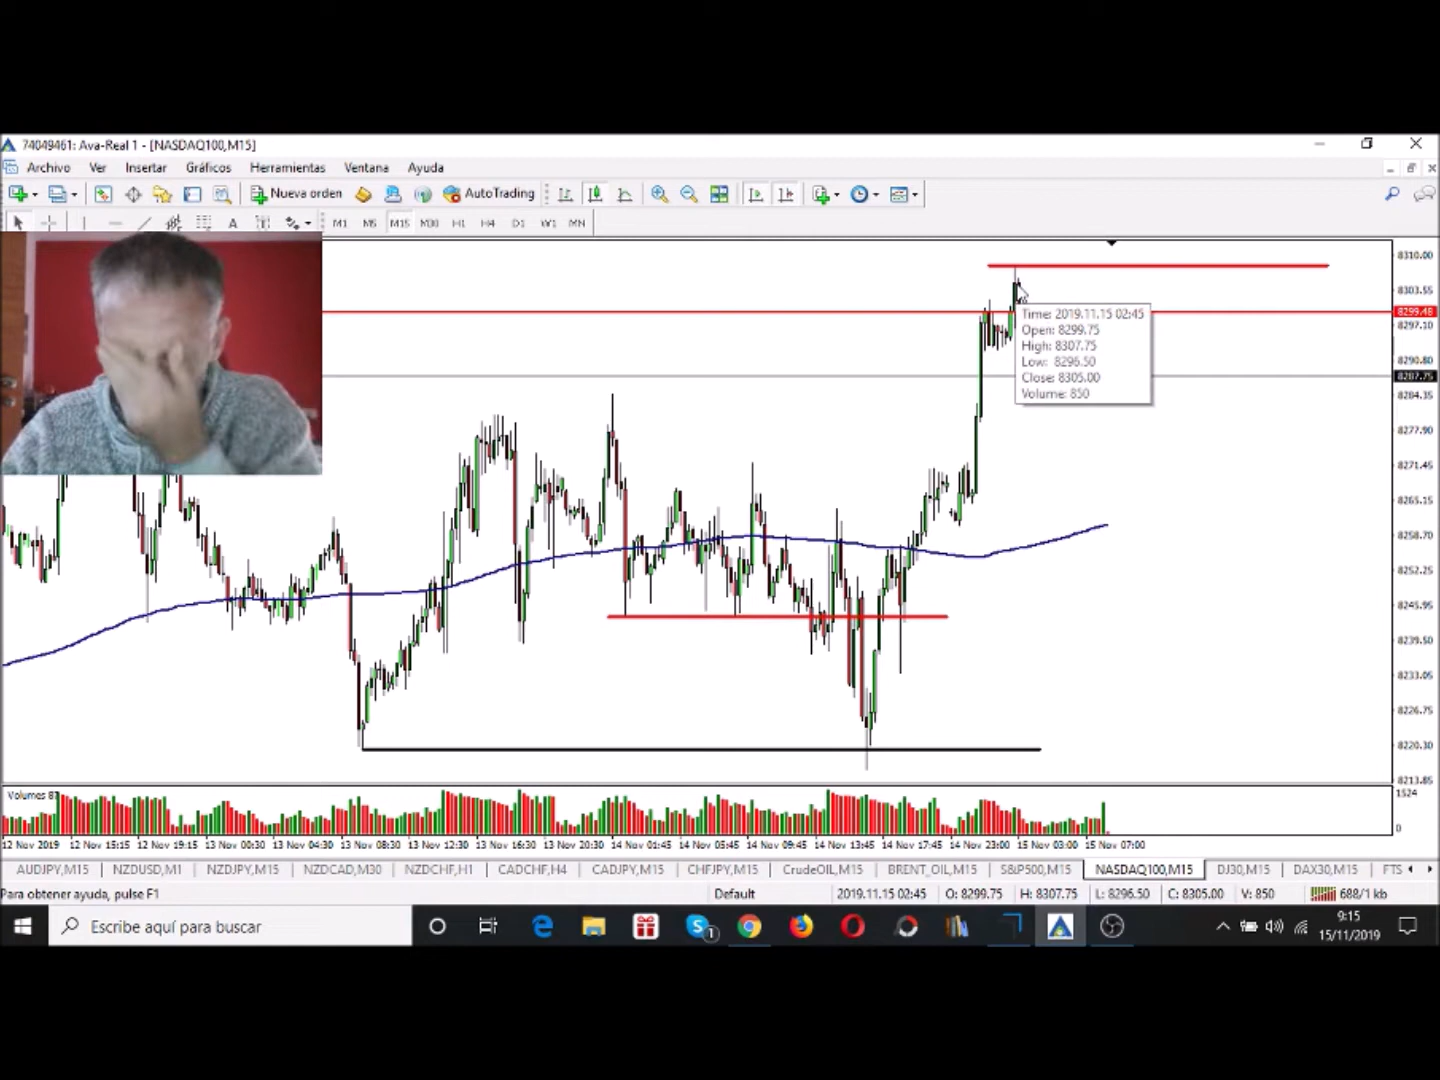 74049461: Ava-Real 1 - [NASDAQ100,M15]
Archivo Ver Insertar Gráficos Herramientas Ventana Ayuda
Nueva orden AutoTrading
A T M1 M5 M15 M30 H1 H4 D1 W1 MN
8310.00
8303.55
8299.48
8297.10
8290.80
8287.75
8284.35
8277.90
8271.45
8265.15
8258.70
8252.25
8245.95
8239.50
8233.05
8226.75
8220.30
8213.85
Time: 2019.11.15 02:45
Open: 8299.75
High: 8307.75
Low: 8296.50
Close: 8305.00
Volume: 850
Volumes 87
1524
0
12 Nov 2019 12 Nov 15:15 12 Nov 19:15 13 Nov 00:30 13 Nov 04:30 13 Nov 08:30 13 Nov 12:30 13 Nov 16:30 13 Nov 20:30 14 Nov 01:45 14 Nov 05:45 14 Nov 09:45 14 Nov 13:45 14 Nov 17:45 14 Nov 23:00 15 Nov 03:00 15 Nov 07:00
AUDJPY,M15 NZDUSD,M1 NZDJPY,M15 NZDCAD,M30 NZDCHF,H1 CADCHF,H4 CADJPY,M15 CHFJPY,M15 CrudeOIL,M15 BRENT_OIL,M15 S&P500,M15 NASDAQ100,M15 DJ30,M15 DAX30,M15 FTS
Para obtener ayuda, pulse F1 Default 2019.11.15 02:45 O: 8299.75 H: 8307.75 L: 8296.50 C: 8305.00 V: 850 688/1 kb
Escribe aquí para buscar
1
9:15
15/11/2019